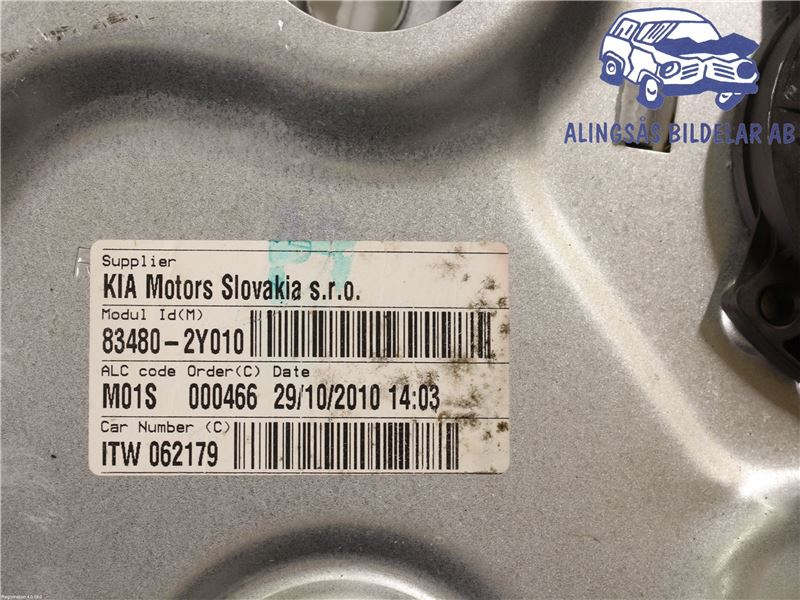 ALINGSÅS BILDELAR AB
Supplier
KIA Motors Slovakia s.r.o.
Modul Id(M)
83480-2Y010
ALC code Order(C) Date
M01S 000466 29/10/2010 14:03
Car Number (C)
ITW 062179